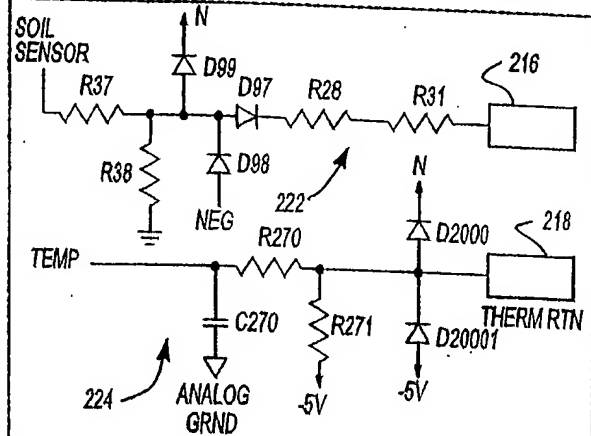 SOIL
SENSOR
N
R37
D99
D97
R28
R31
216
R38
D98
NEG
222
N
TEMP
R270
D2000
218
C270
R271
D20001
THERM RTN
224
ANALOG
GRND
-5V
-5V